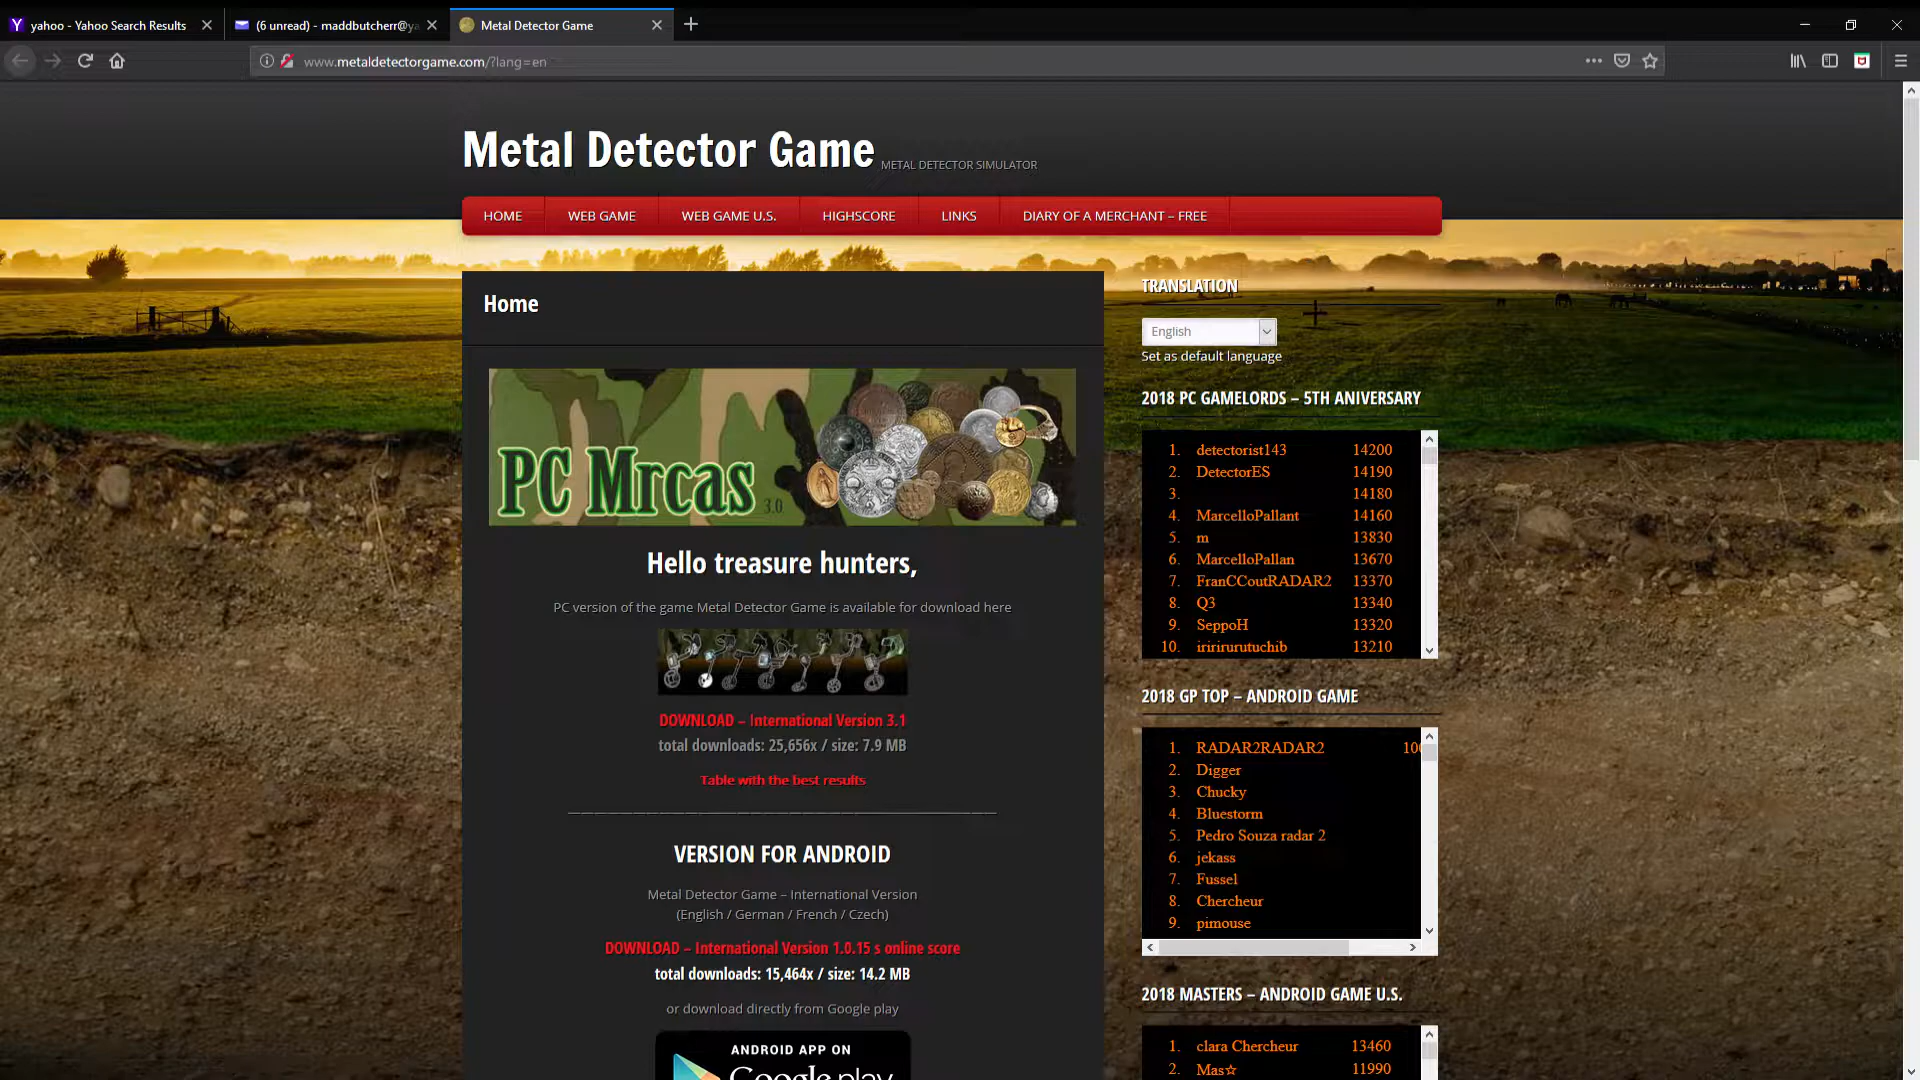 yahoo - Yahoo Search Results
(6 unread) - maddbutcherr@ya
Metal Detector Game
www.metaldetectorgame.com/?lang=en
Metal Detector Game METAL DETECTOR SIMULATOR
HOME WEB GAME WEB GAME U.S. HIGHSCORE LINKS DIARY OF A MERCHANT – FREE
Home
PC Mrcas 3.0
Hello treasure hunters,
PC version of the game Metal Detector Game is available for download here
DOWNLOAD – International Version 3.1
total downloads: 25,656x / size: 7.9 MB
Table with the best results
VERSION FOR ANDROID
Metal Detector Game – International Version
(English / German / French / Czech)
DOWNLOAD – International Version 1.0.15 s online score
total downloads: 15,464x / size: 14.2 MB
or download directly from Google play
ANDROID APP ON
Google play
TRANSLATION
English
Set as default language
2018 PC GAMELORDS – 5TH ANIVERSARY
1. detectorist143 14200
2. DetectorES 14190
3. 14180
4. MarcelloPallant 14160
5. m 13830
6. MarcelloPallan 13670
7. FranCCoutRADAR2 13370
8. Q3 13340
9. SeppoH 13320
10. iriririrutuchib 13210
2018 GP TOP – ANDROID GAME
1. RADAR2RADAR2 100
2. Digger
3. Chucky
4. Bluestorm
5. Pedro Souza radar 2
6. jekass
7. Fussel
8. Chercheur
9. pimouse
2018 MASTERS – ANDROID GAME U.S.
1. clara Chercheur 13460
2. Mas☆ 11990